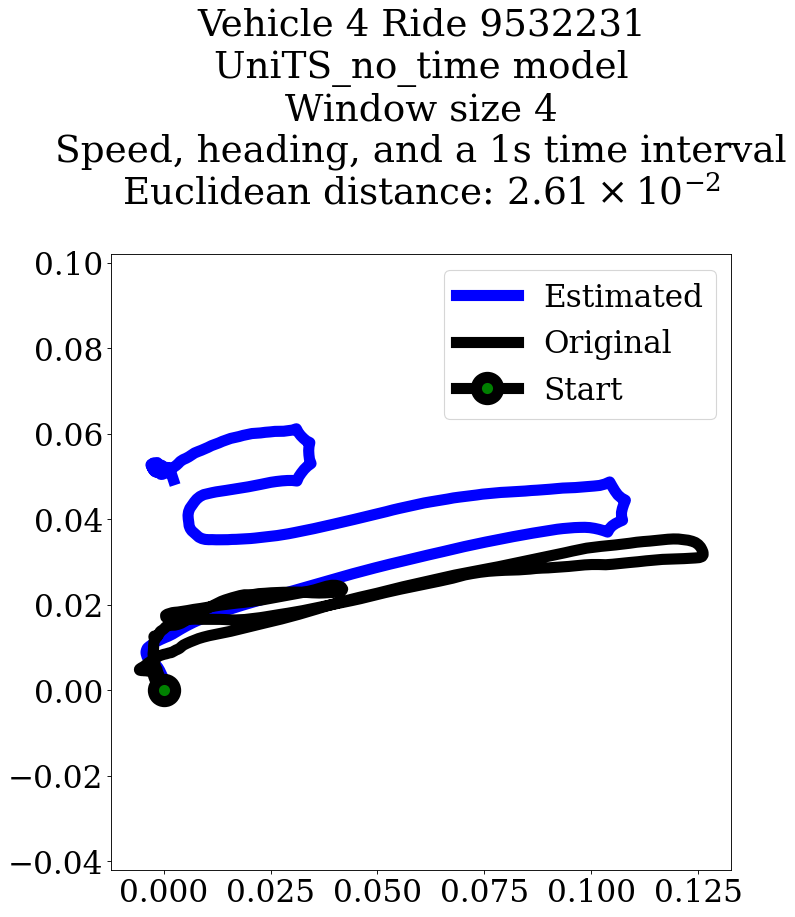 Vehicle 4 Ride 9532231
UniTS_no_time model
Window size 4
Speed, heading, and a 1s time interval
Euclidean distance: 2.61 × 10⁻²
0.10
0.08
0.06
0.04
0.02
0.00
−0.02
−0.04
Estimated
Original
Start
0.000 0.025 0.050 0.075 0.100 0.125